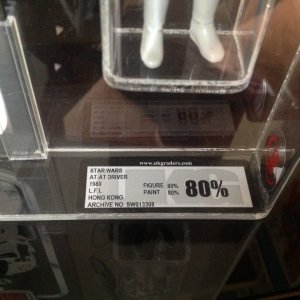 www.ukgraders.com
STAR WARS
AT-AT DRIVER
1980
L.F.L
HONG KONG
ARCHIVE NO. SW013308
FIGURE 80%
PAINT 80%
80%